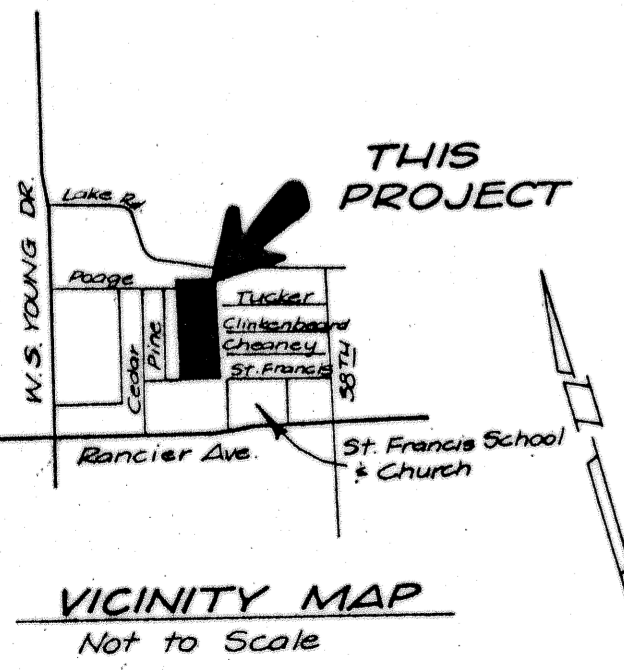 THIS
PROJECT
Lake Rd.
W.S. YOUNG DR.
Poage
Tucker
Clinkenbeard
Cheaney
St. Francis
Cedar
Pine
38TH
Rancier Ave.
St. Francis School
& Church
VICINITY MAP
Not to Scale